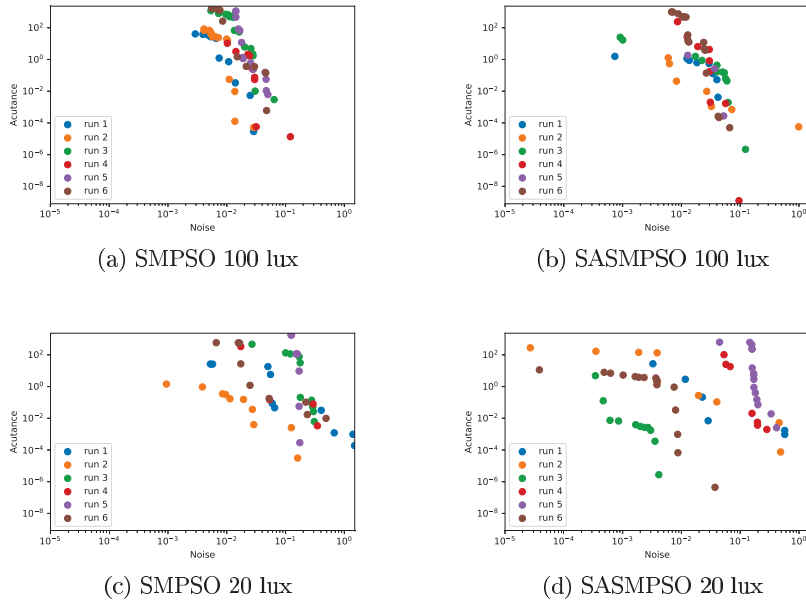 10^2
10^0
10^-2
10^-4
10^-6
10^-8
Acutance
run 1
run 2
run 3
run 4
run 5
run 6
10^-5 10^-4 10^-3 10^-2 10^-1 10^0
Noise
(a) SMPSO 100 lux
10^2
10^0
10^-2
10^-4
10^-6
10^-8
Acutance
run 1
run 2
run 3
run 4
run 5
run 6
10^-5 10^-4 10^-3 10^-2 10^-1 10^0
Noise
(b) SASMPSO 100 lux
10^2
10^0
10^-2
10^-4
10^-6
10^-8
Acutance
run 1
run 2
run 3
run 4
run 5
run 6
10^-5 10^-4 10^-3 10^-2 10^-1 10^0
Noise
(c) SMPSO 20 lux
10^2
10^0
10^-2
10^-4
10^-6
10^-8
Acutance
run 1
run 2
run 3
run 4
run 5
run 6
10^-5 10^-4 10^-3 10^-2 10^-1 10^0
Noise
(d) SASMPSO 20 lux